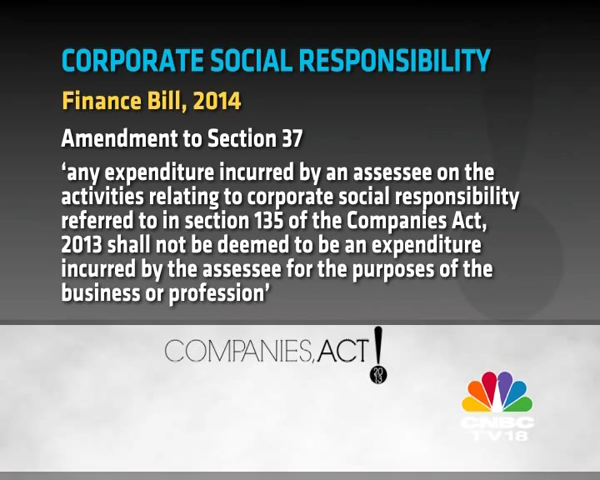 CORPORATE SOCIAL RESPONSIBILITY
Finance Bill, 2014
Amendment to Section 37
‘any expenditure incurred by an assessee on the
activities relating to corporate social responsibility
referred to in section 135 of the Companies Act,
2013 shall not be deemed to be an expenditure
incurred by the assessee for the purposes of the
business or profession’
COMPANIES, ACT!
2013
CNBC
TV18